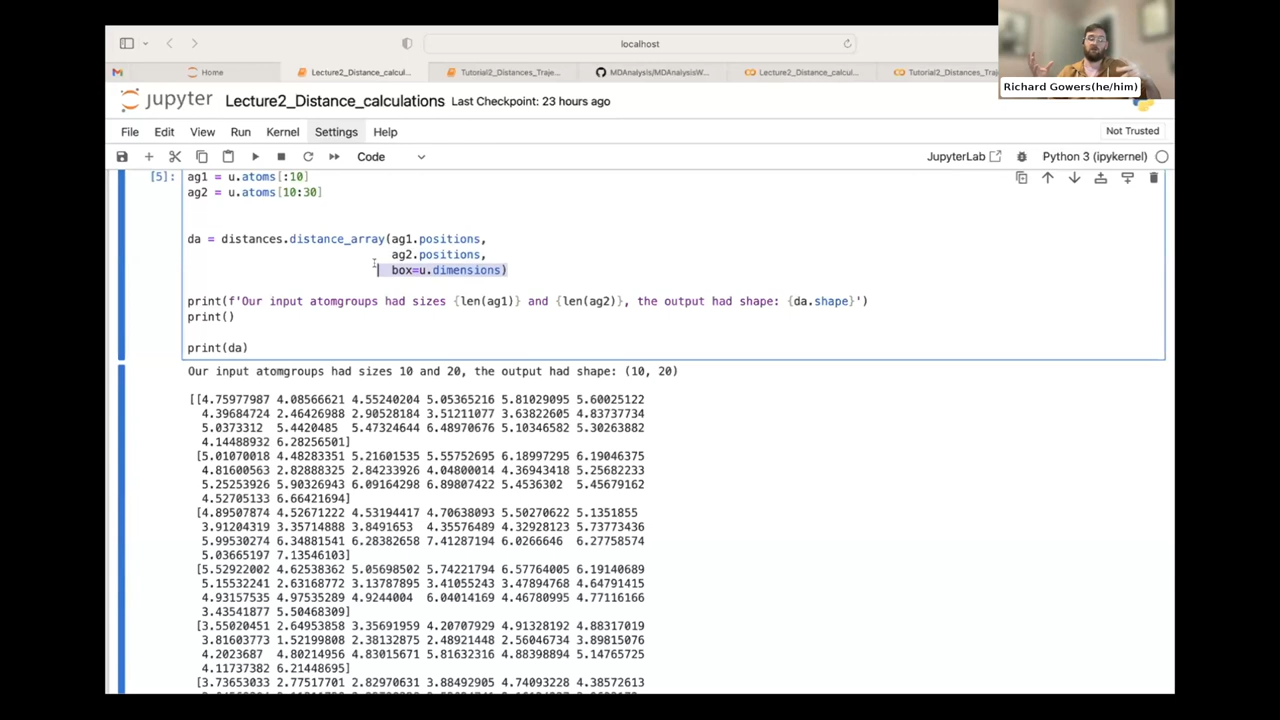 localhost
Home
Lecture2_Distance_calcul...
Tutorial2_Distances_Traje...
MDAnalysis/MDAnalysisW...
Lecture2_Distance_calcul...
Tutorial2_Distances_Traje
Richard Gowers(he/him)
jupyter Lecture2_Distance_calculations Last Checkpoint: 23 hours ago
File Edit View Run Kernel Settings Help
Not Trusted
Code
JupyterLab
Python 3 (ipykernel)
[5]:
ag1 = u.atoms[:10]
ag2 = u.atoms[10:30]
da = distances.distance_array(ag1.positions,
ag2.positions,
box=u.dimensions)
print(f'Our input atomgroups had sizes {len(ag1)} and {len(ag2)}, the output had shape: {da.shape}')
print()
print(da)
Our input atomgroups had sizes 10 and 20, the output had shape: (10, 20)
[[4.75977987 4.08566621 4.55240204 5.05365216 5.81029095 5.60025122
4.39684724 2.46426988 2.90528184 3.51211077 3.63822605 4.83737734
5.0373312 5.4420485 5.47324644 6.48970676 5.10346582 5.30263882
4.14488932 6.28256501]
[5.01070018 4.48283351 5.21601535 5.55752695 6.18997295 6.19046375
4.81600563 2.82888325 2.84233926 4.04800014 4.36943418 5.25682233
5.25253926 5.90326943 6.09164298 6.89807422 5.4536302 5.45679162
4.52705133 6.66421694]
[4.89507874 4.52671222 4.53194417 4.70638093 5.50270622 5.1351855
3.91204319 3.35714888 3.8491653 4.35576489 4.32928123 5.73773436
5.99530074 6.34881541 6.28382658 7.41287194 6.0266646 6.27758574
5.03665197 7.13546103]
[5.52922002 4.62538362 5.05698502 5.74221794 6.57764005 6.19140689
5.15532241 2.63168772 3.13787895 3.41055243 3.47894768 4.64791415
4.93157535 4.97535289 4.9244004 6.04014169 4.46780995 4.77116166
3.43541877 5.50468309]
[3.55020451 2.64953858 3.35691959 4.20707929 4.91328192 4.88317019
3.81603773 1.52199808 2.38132875 2.48921448 2.56046734 3.89815076
4.2023687 4.80214956 4.83015671 5.81632316 4.88398894 5.14765725
4.11737382 6.21448695]
[3.73653033 2.77517701 2.82970631 3.88492905 4.74093228 4.38572613